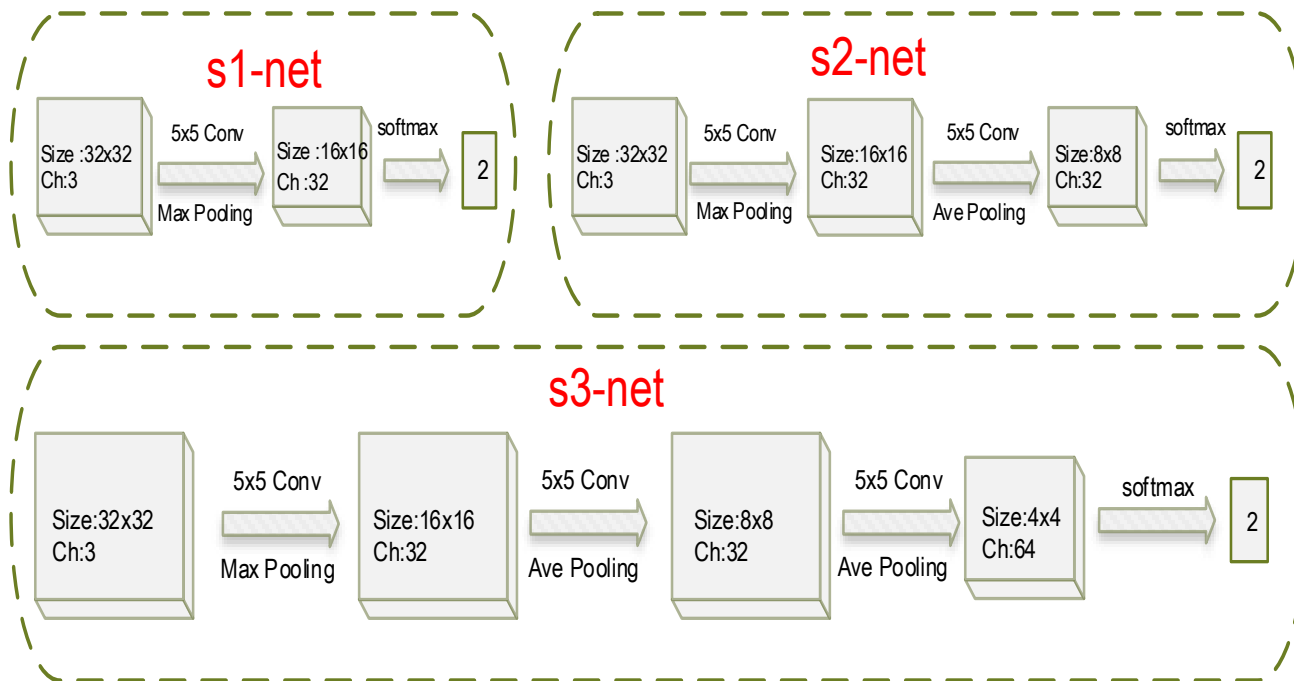 s1-net
Size :32x32
Ch:3
5x5 Conv
Max Pooling
Size :16x16
Ch :32
softmax
2
s2-net
Size :32x32
Ch:3
5x5 Conv
Max Pooling
Size:16x16
Ch:32
5x5 Conv
Ave Pooling
Size:8x8
Ch:32
softmax
2
s3-net
Size:32x32
Ch:3
5x5 Conv
Max Pooling
Size:16x16
Ch:32
5x5 Conv
Ave Pooling
Size:8x8
Ch:32
5x5 Conv
Ave Pooling
Size:4x4
Ch:64
softmax
2